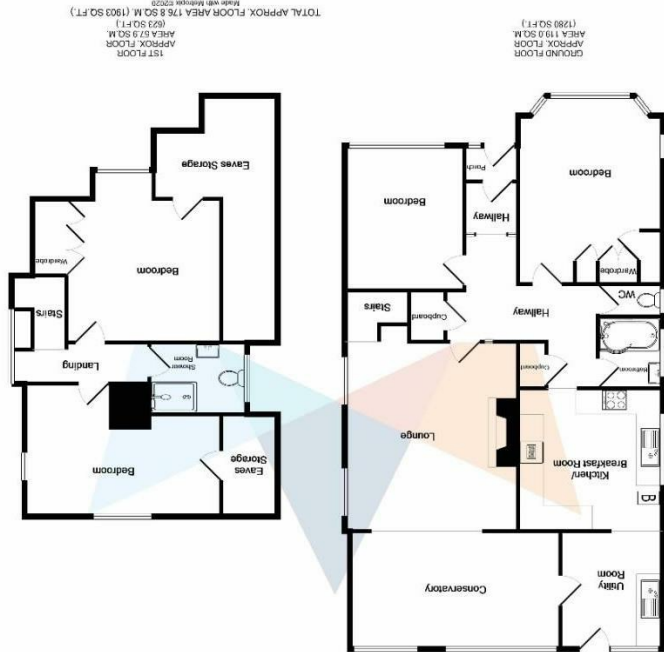 Utility
Room
Conservatory
B
Kitchen/
Breakfast Room
Lounge
Bathroom
Cupboard
Cupboard
Stairs
WC
Hallway
Wardrobe
Bedroom
Hallway
Bedroom
Porch
GROUND FLOOR
APPROX. FLOOR
AREA 119.0 SQ.M.
(1280 SQ.FT.)
Eaves
Storage
Bedroom
Shower
Room
Landing
Stairs
Bedroom
Wardrobe
Eaves Storage
1ST FLOOR
APPROX. FLOOR
AREA 57.9 SQ.M.
(623 SQ.FT.)
TOTAL APPROX. FLOOR AREA 176.8 SQ.M. (1903 SQ.FT.)
Made with Metropix ©2020